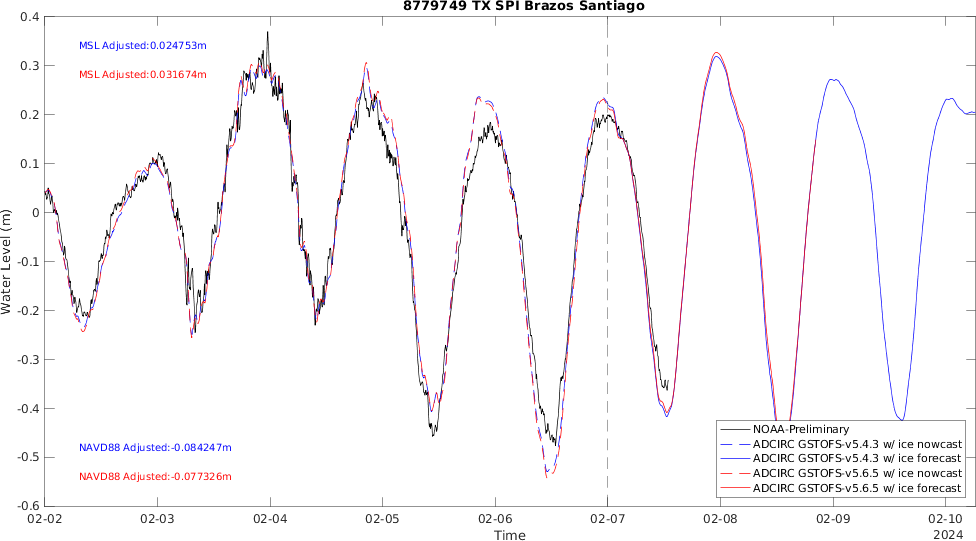 8779749 TX SPI Brazos Santiago
0.4
0.3
0.2
0.1
0
-0.1
-0.2
-0.3
-0.4
-0.5
-0.6
Water Level (m)
MSL Adjusted:0.024753m
MSL Adjusted:0.031674m
NAVD88 Adjusted:-0.084247m
NAVD88 Adjusted:-0.077326m
NOAA-Preliminary
ADCIRC GSTOFS-v5.4.3 w/ ice nowcast
ADCIRC GSTOFS-v5.4.3 w/ ice forecast
ADCIRC GSTOFS-v5.6.5 w/ ice nowcast
ADCIRC GSTOFS-v5.6.5 w/ ice forecast
02-02 02-03 02-04 02-05 02-06 02-07 02-08 02-09 02-10
2024
Time